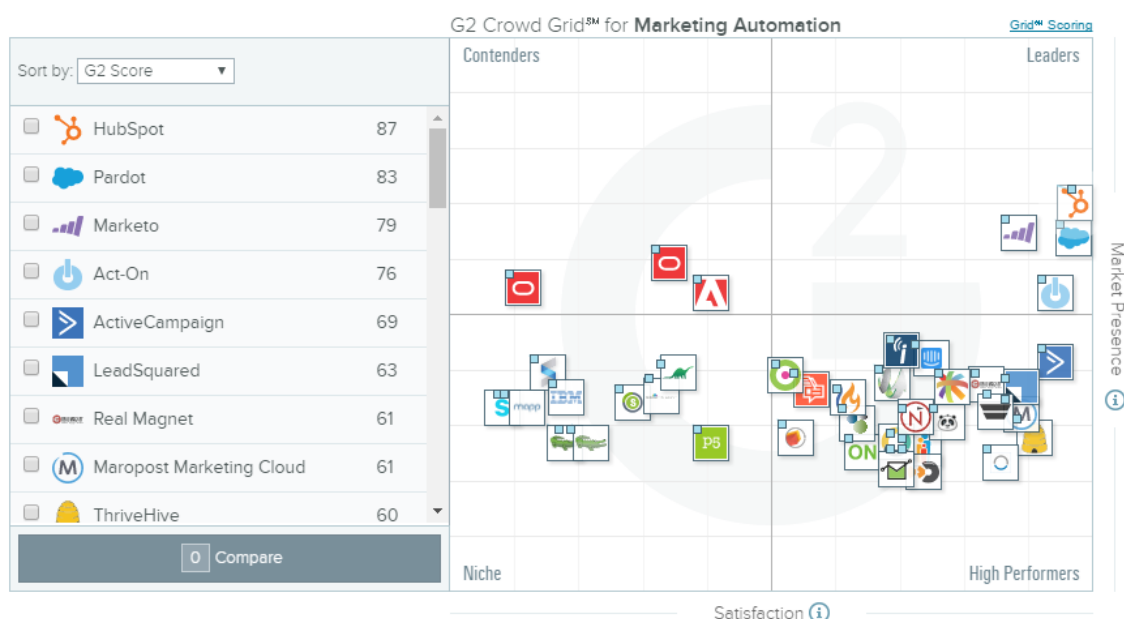 G2 Crowd Grid℠ for Marketing Automation
Grid℠ Scoring
Sort by: G2 Score
HubSpot 87
Pardot 83
Marketo 79
Act-On 76
ActiveCampaign 69
LeadSquared 63
Real Magnet 61
Maropost Marketing Cloud 61
ThriveHive 60
0 Compare
Contenders
Leaders
S
mapp
IBM
PS
ON
N
M
Niche
High Performers
Market Presence
Satisfaction